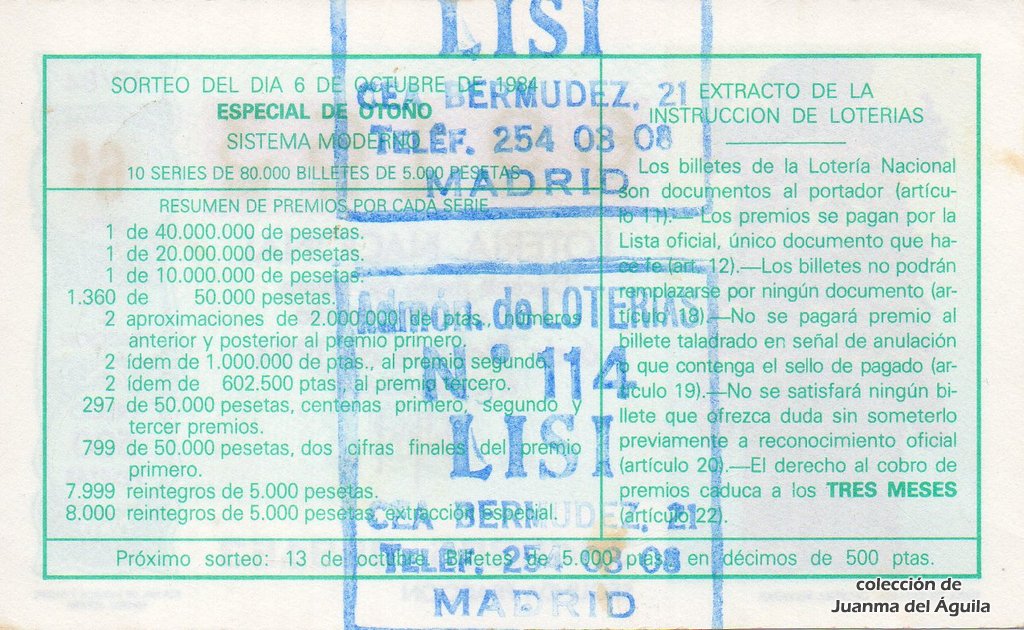 LISI
CEA BERMUDEZ, 21
TELÉF. 254 03 08
MADRID
SORTEO DEL DIA 6 DE OCTUBRE DE 1984
ESPECIAL DE OTOÑO
SISTEMA MODERNO
10 SERIES DE 80.000 BILLETES DE 5.000 PESETAS
RESUMEN DE PREMIOS POR CADA SERIE
1 de 40.000.000 de pesetas.
1 de 20.000.000 de pesetas.
1 de 10.000.000 de pesetas.
1.360 de 50.000 pesetas.
2 aproximaciones de 2.000.000 de ptas., números
anterior y posterior al premio primero.
2 ídem de 1.000.000 de ptas., al premio segundo.
2 ídem de 602.500 ptas. al premio tercero.
297 de 50.000 pesetas, centenas primero, segundo y
tercer premios.
799 de 50.000 pesetas, dos cifras finales del premio
primero.
7.999 reintegros de 5.000 pesetas.
8.000 reintegros de 5.000 pesetas, extracción especial.
EXTRACTO DE LA
INSTRUCCION DE LOTERIAS
Los billetes de la Lotería Nacional
son documentos al portador (artícu-
lo 11).—Los premios se pagan por la
Lista oficial, único documento que ha-
ce fe (art. 12).—Los billetes no podrán
remplazarse por ningún documento (ar-
tículo 18).—No se pagará premio al
billete taladrado en señal de anulación
o que contenga el sello de pagado (ar-
tículo 19).—No se satisfará ningún bi-
llete que ofrezca duda sin someterlo
previamente a reconocimiento oficial
(artículo 20).—El derecho al cobro de
premios caduca a los TRES MESES
(artículo 22).
Próximo sorteo: 13 de octubre. Billetes de 5.000 ptas. en décimos de 500 ptas.
Admón. de LOTERIAS
N.º 114
LISI
CEA BERMUDEZ, 21
TELÉF. 254 03 08
MADRID
colección de
Juanma del Águila